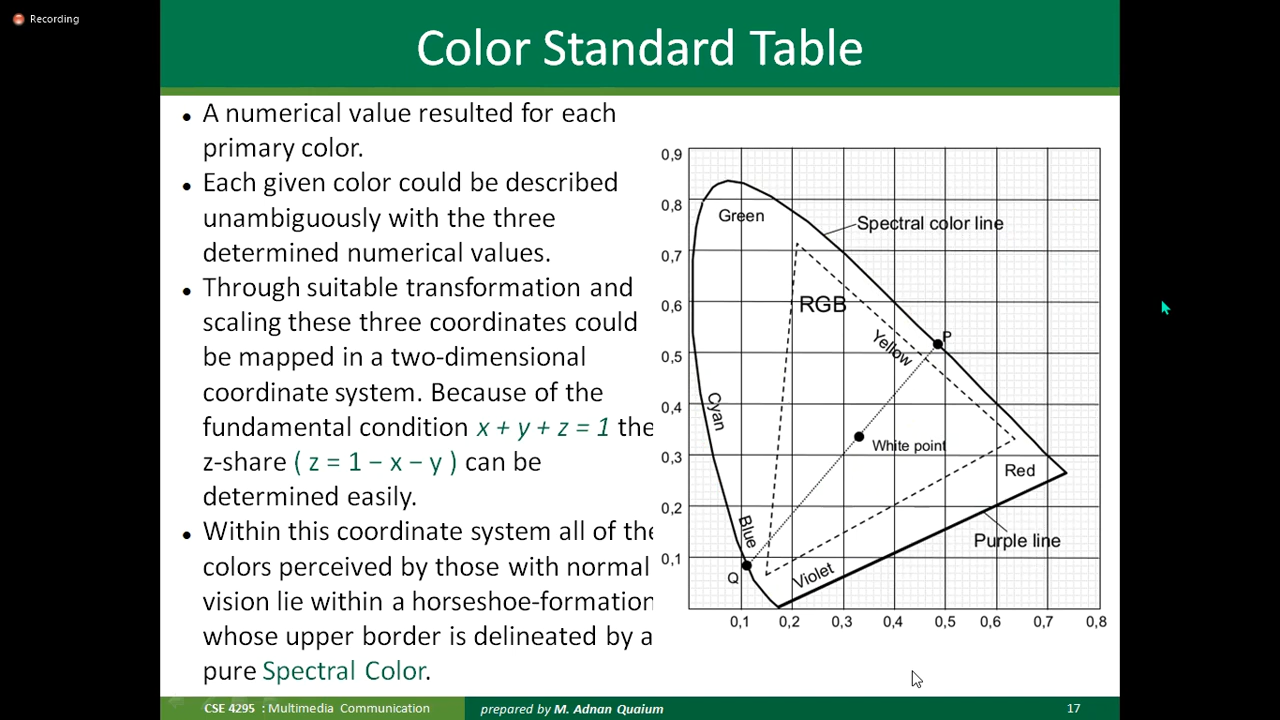 Recording
Color Standard Table
• A numerical value resulted for each
primary color.
• Each given color could be described
unambiguously with the three
determined numerical values.
• Through suitable transformation and
scaling these three coordinates could
be mapped in a two-dimensional
coordinate system. Because of the
fundamental condition x + y + z = 1 the
z-share ( z = 1 − x − y ) can be
determined easily.
• Within this coordinate system all of the
colors perceived by those with normal
vision lie within a horseshoe-formation
whose upper border is delineated by a
pure Spectral Color.
0,9
0,8
0,7
0,6
0,5
0,4
0,3
0,2
0,1
Green
Spectral color line
RGB
P
Yellow
Cyan
White point
Red
Blue
Purple line
Q
Violet
0,1 0,2 0,3 0,4 0,5 0,6 0,7 0,8
CSE 4295 : Multimedia Communication
prepared by M. Adnan Quaium
17